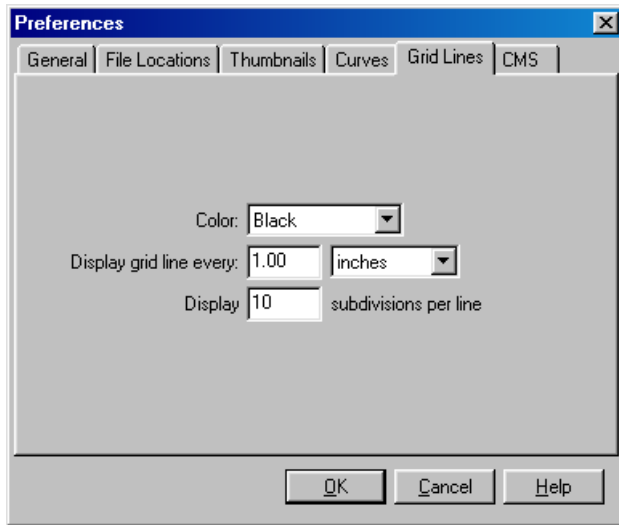 Preferences
General File Locations Thumbnails Curves Grid Lines CMS
Color: Black
Display grid line every: 1.00 inches
Display 10 subdivisions per line
OK Cancel Help